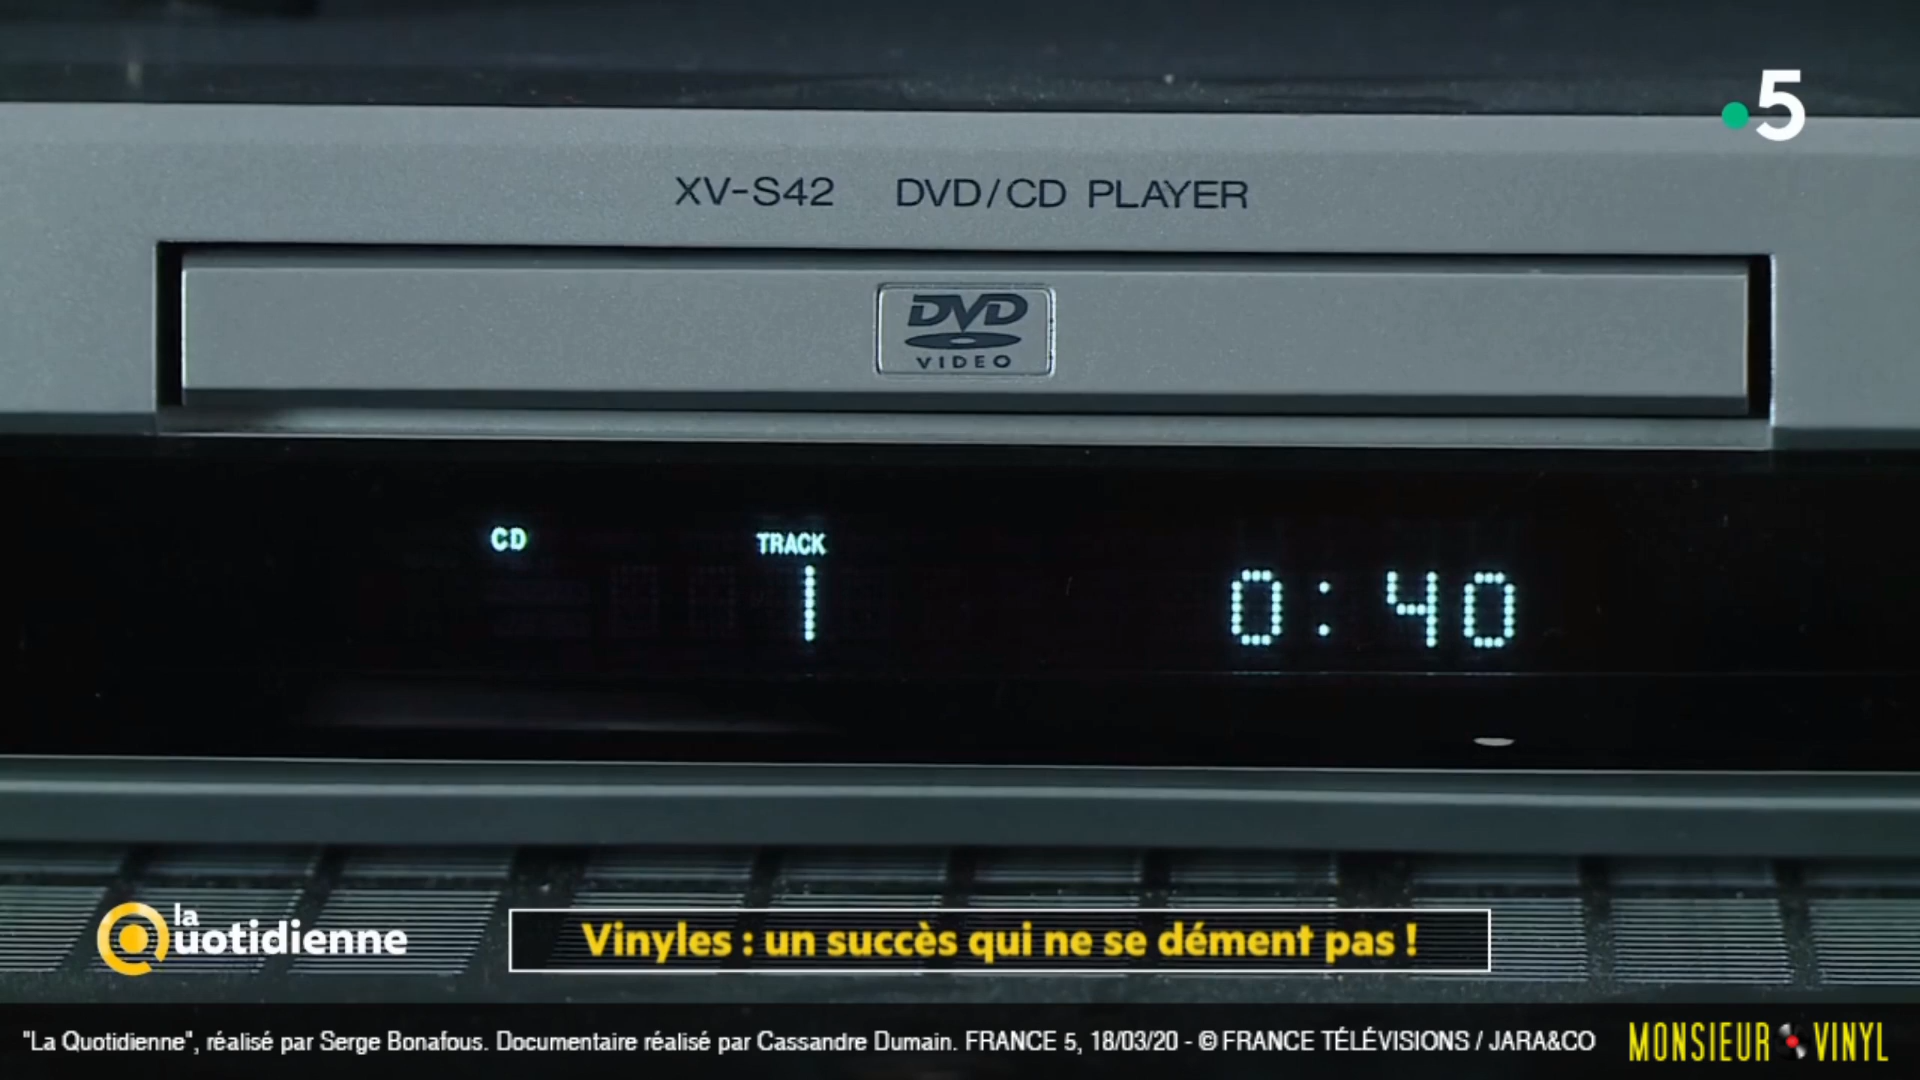 5
XV-S42 DVD/CD PLAYER
DVD
VIDEO
CD TRACK
1 0:40
la Quotidienne
Vinyles : un succès qui ne se dément pas !
"La Quotidienne", réalisé par Serge Bonafous. Documentaire réalisé par Cassandre Dumain. FRANCE 5, 18/03/20 - © FRANCE TÉLÉVISIONS / JARA&CO MONSIEUR VINYL